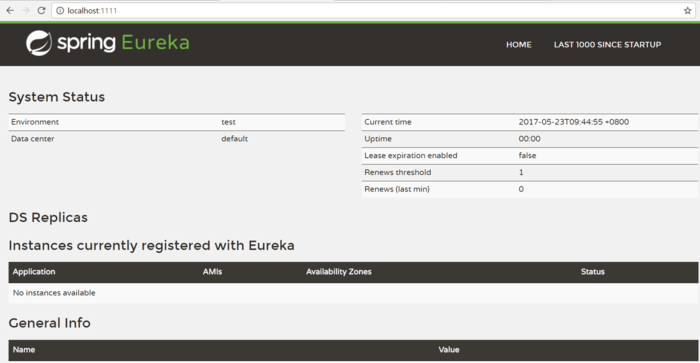 localhost:1111
spring Eureka
HOME LAST 1000 SINCE STARTUP
System Status
Environment test
Data center default
Current time 2017-05-23T09:44:55 +0800
Uptime 00:00
Lease expiration enabled false
Renews threshold 1
Renews (last min) 0
DS Replicas
Instances currently registered with Eureka
Application AMIs Availability Zones Status
No instances available
General Info
Name Value